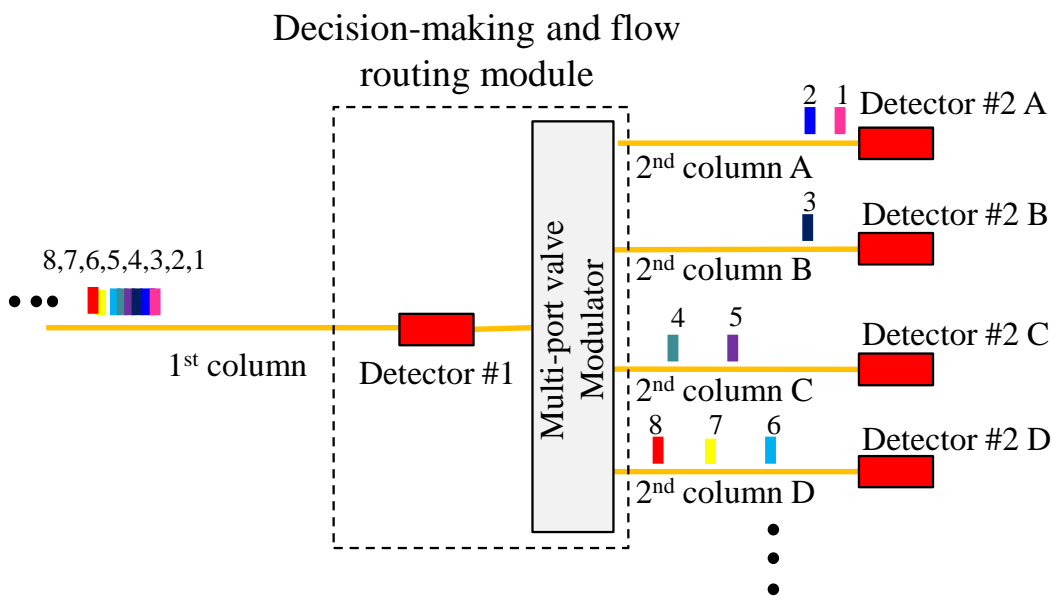 Decision-making and flow
routing module
2 1
Detector #2 A
2nd column A
3
Detector #2 B
2nd column B
8,7,6,5,4,3,2,1
1st column
Detector #1
Multi-port valve
Modulator
4 5
Detector #2 C
2nd column C
8 7 6
Detector #2 D
2nd column D